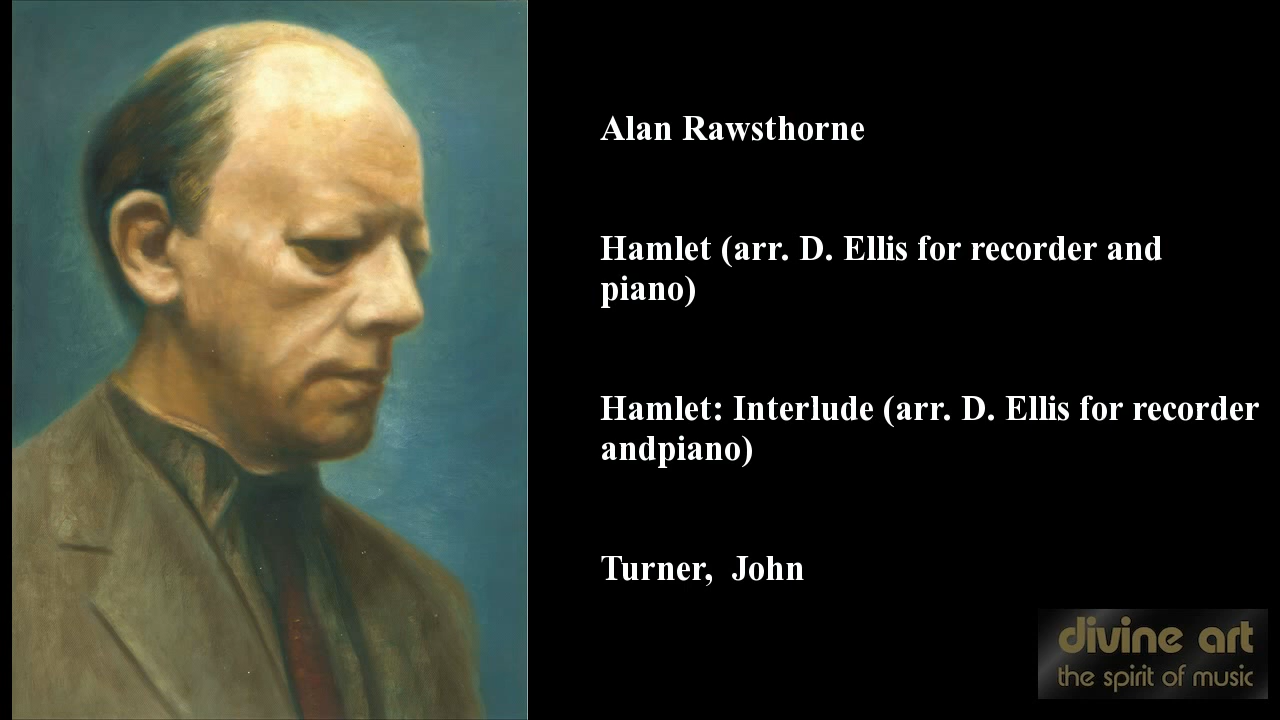 Alan Rawsthorne
Hamlet (arr. D. Ellis for recorder and
piano)
Hamlet: Interlude (arr. D. Ellis for recorder
andpiano)
Turner,  John
divine art
the spirit of music